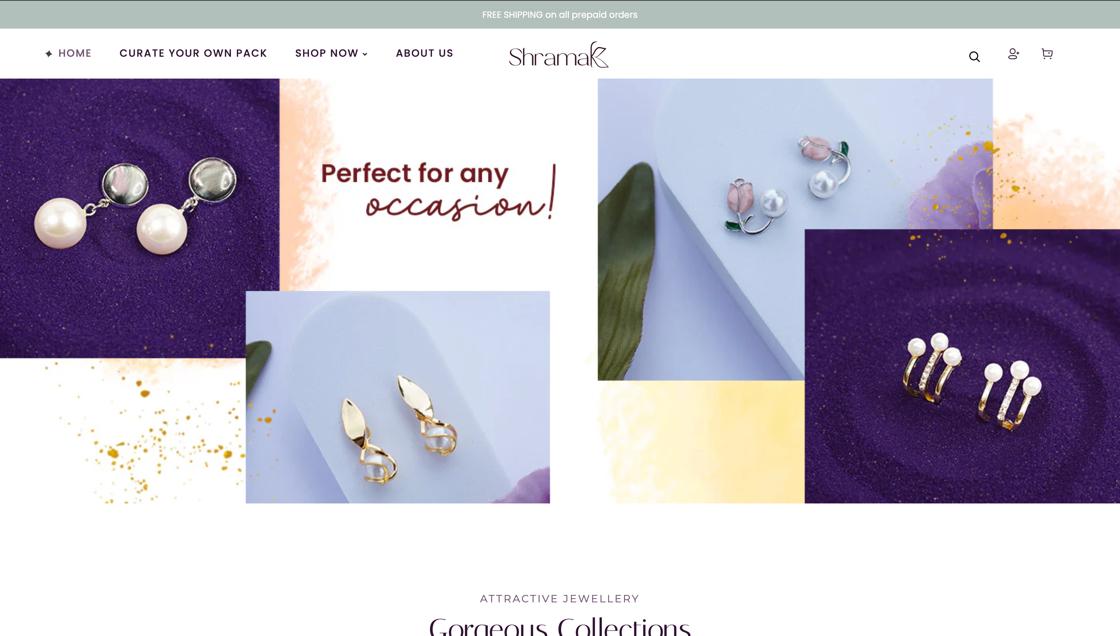 FREE SHIPPING on all prepaid orders
HOME
CURATE YOUR OWN PACK
SHOP NOW
ABOUT US
Shramak
Perfect for any
occasion!
ATTRACTIVE JEWELLERY
Gorgeous Collections